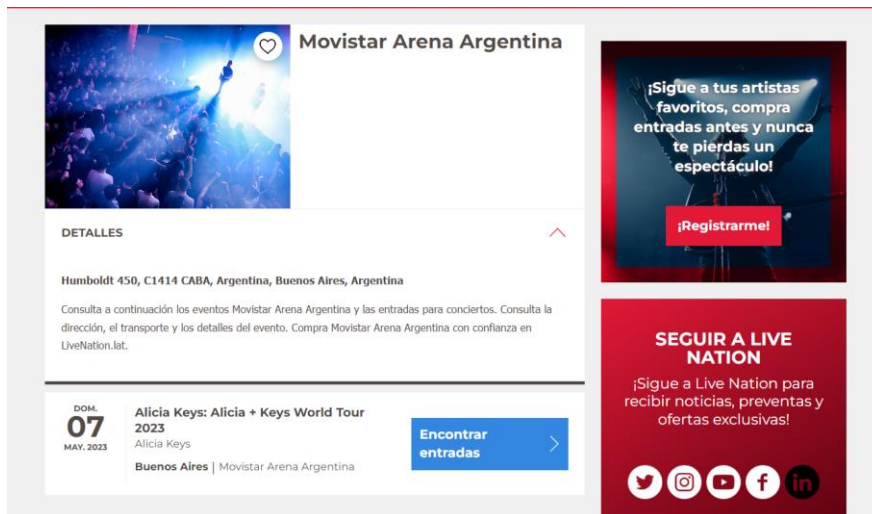 Movistar Arena Argentina
DETALLES
Humboldt 450, C1414 CABA, Argentina, Buenos Aires, Argentina
Consulta a continuación los eventos Movistar Arena Argentina y las entradas para conciertos. Consulta la
dirección, el transporte y los detalles del evento. Compra Movistar Arena Argentina con confianza en
LiveNation.lat.
DOM.
07
MAY. 2023
Alicia Keys: Alicia + Keys World Tour
2023
Alicia Keys
Buenos Aires | Movistar Arena Argentina
Encontrar
entradas
¡Sigue a tus artistas
favoritos, compra
entradas antes y nunca
te pierdas un
espectáculo!
¡Registrarme!
SEGUIR A LIVE
NATION
¡Sigue a Live Nation para
recibir noticias, preventas y
ofertas exclusivas!